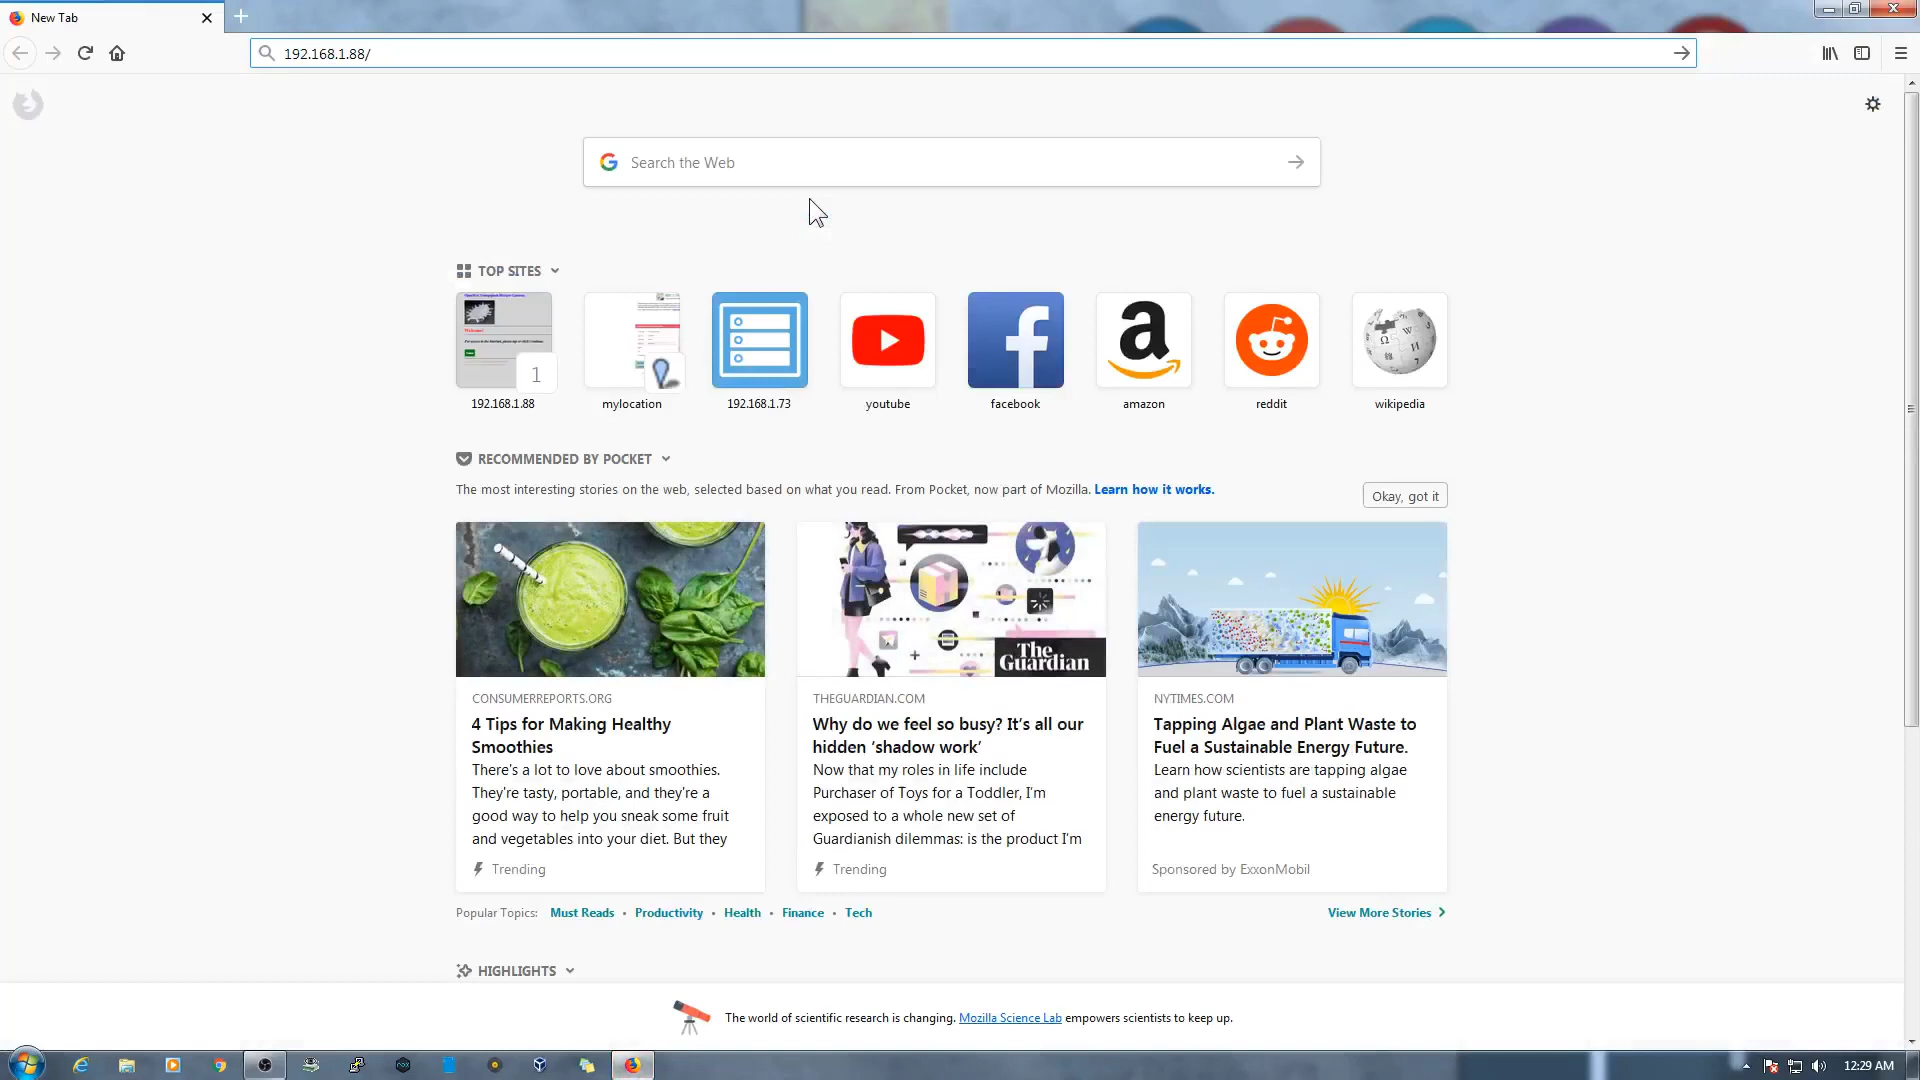 New Tab
192.168.1.88/
Search the Web
TOP SITES
1
192.168.1.88
mylocation
192.168.1.73
youtube
facebook
amazon
reddit
wikipedia
RECOMMENDED BY POCKET
The most interesting stories on the web, selected based on what you read. From Pocket, now part of Mozilla. Learn how it works.
Okay, got it
The Guardian
CONSUMERREPORTS.ORG
4 Tips for Making Healthy
Smoothies
There's a lot to love about smoothies.
They're tasty, portable, and they're a
good way to help you sneak some fruit
and vegetables into your diet. But they
Trending
THEGUARDIAN.COM
Why do we feel so busy? It’s all our
hidden ‘shadow work’
Now that my roles in life include
Purchaser of Toys for a Toddler, I’m
exposed to a whole new set of
Guardianish dilemmas: is the product I’m
Trending
NYTIMES.COM
Tapping Algae and Plant Waste to
Fuel a Sustainable Energy Future.
Learn how scientists are tapping algae
and plant waste to fuel a sustainable
energy future.
Sponsored by ExxonMobil
Popular Topics: Must Reads • Productivity • Health • Finance • Tech
View More Stories
HIGHLIGHTS
The world of scientific research is changing. Mozilla Science Lab empowers scientists to keep up.
12:29 AM